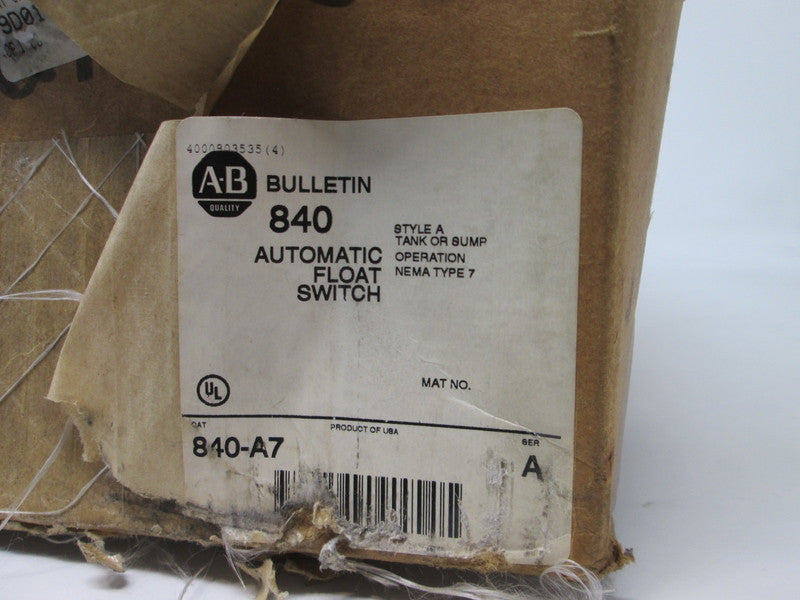 9D01
4000903535(4)
A-B
QUALITY
BULLETIN
840
AUTOMATIC
FLOAT
SWITCH
STYLE A
TANK OR SUMP
OPERATION
NEMA TYPE 7
UL
MAT NO.
CAT
PRODUCT OF USA
SER
840-A7
A